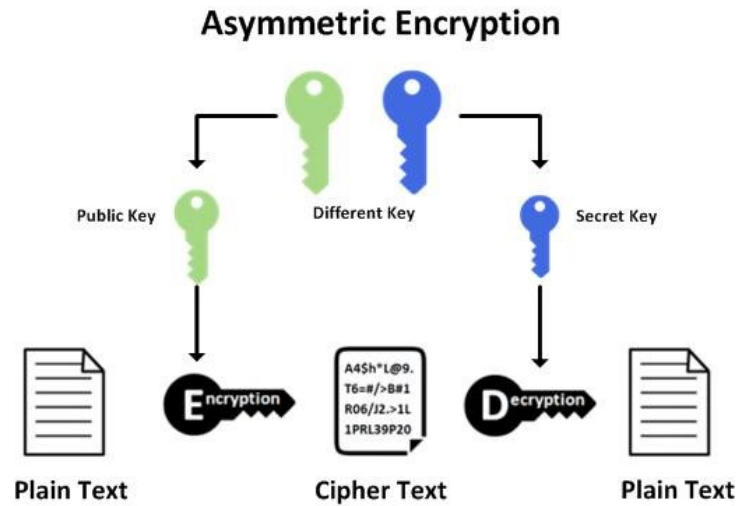 Asymmetric Encryption
Public Key
Different Key
Secret Key
Encryption
A4$h*L@9.
T6=#/>B#1
R06/J2.>1L
1PRL39P20
Decryption
Plain Text
Cipher Text
Plain Text